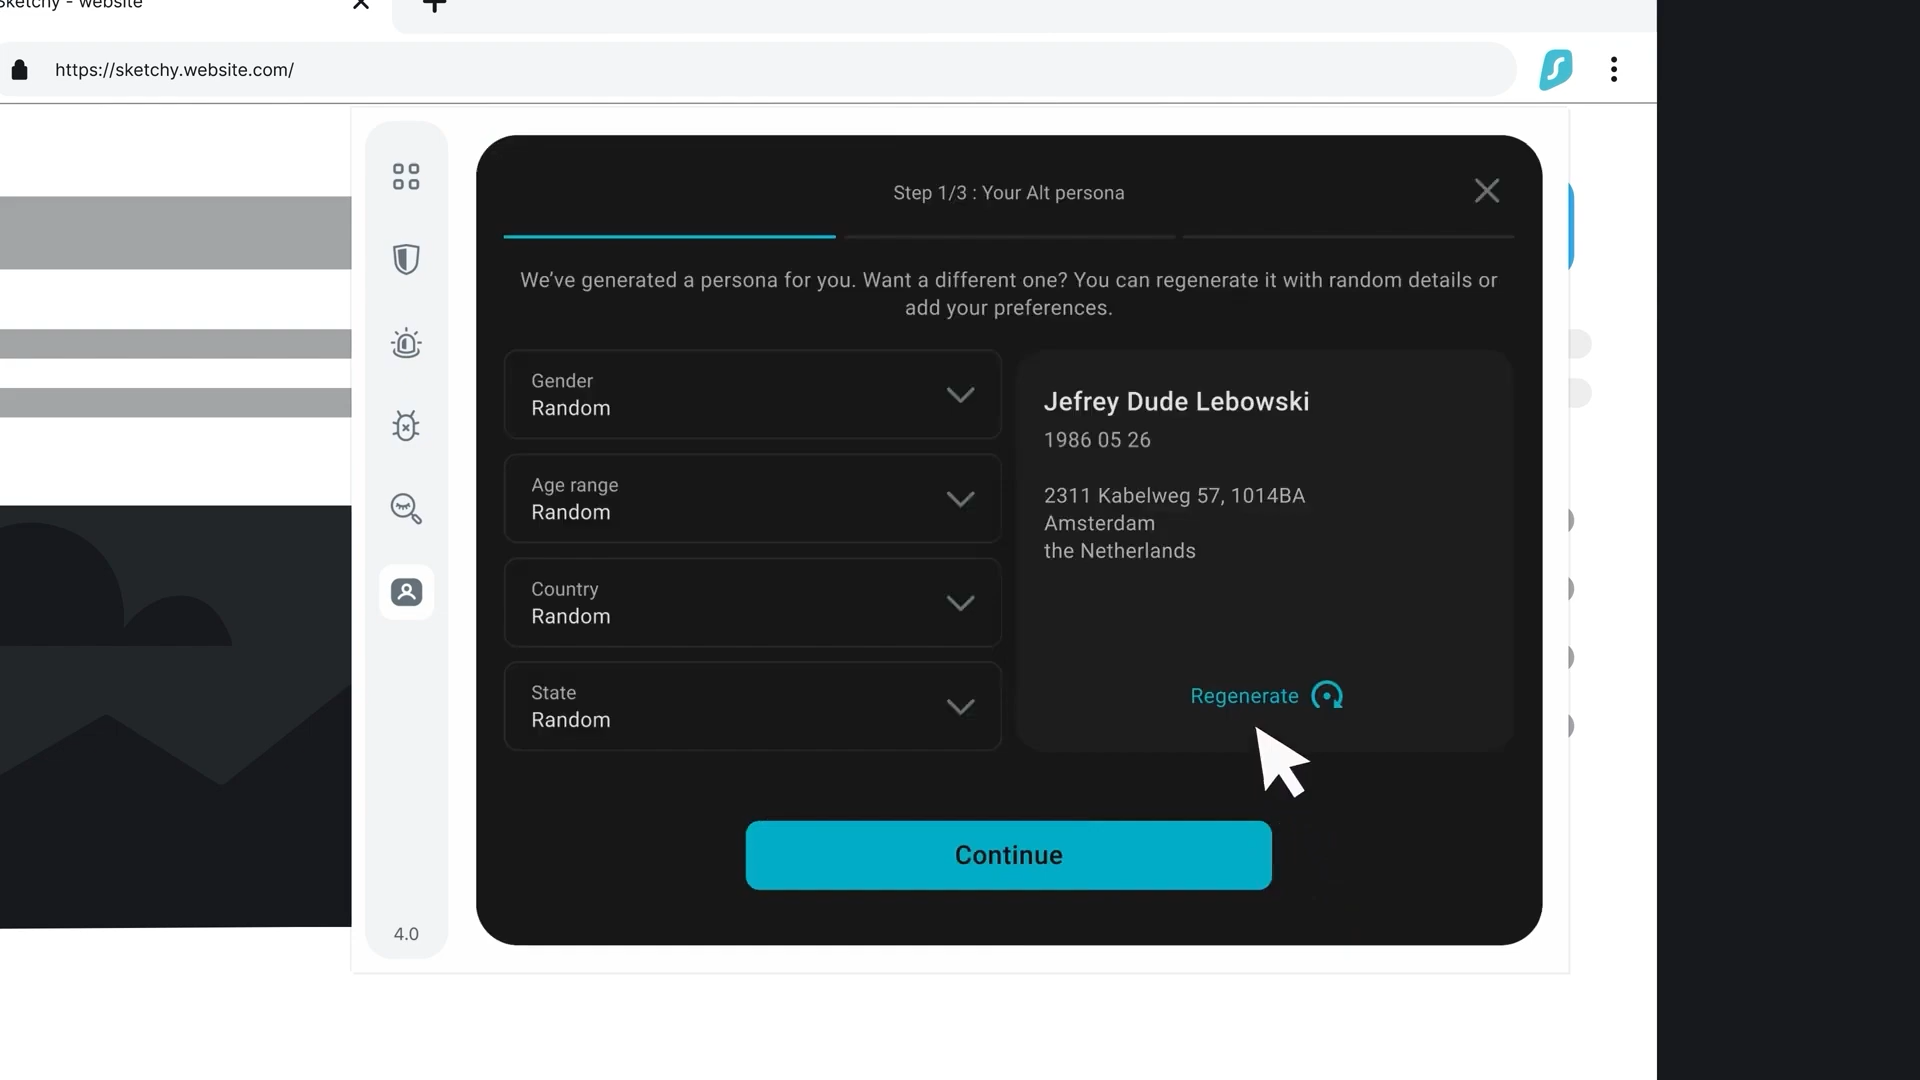 Sketchy - website
https://sketchy.website.com/
Step 1/3 : Your Alt persona
We’ve generated a persona for you. Want a different one? You can regenerate it with random details or
add your preferences.
Gender
Random
Age range
Random
Country
Random
State
Random
Jefrey Dude Lebowski
1986 05 26
2311 Kabelweg 57, 1014BA
Amsterdam
the Netherlands
Regenerate
Continue
4.0